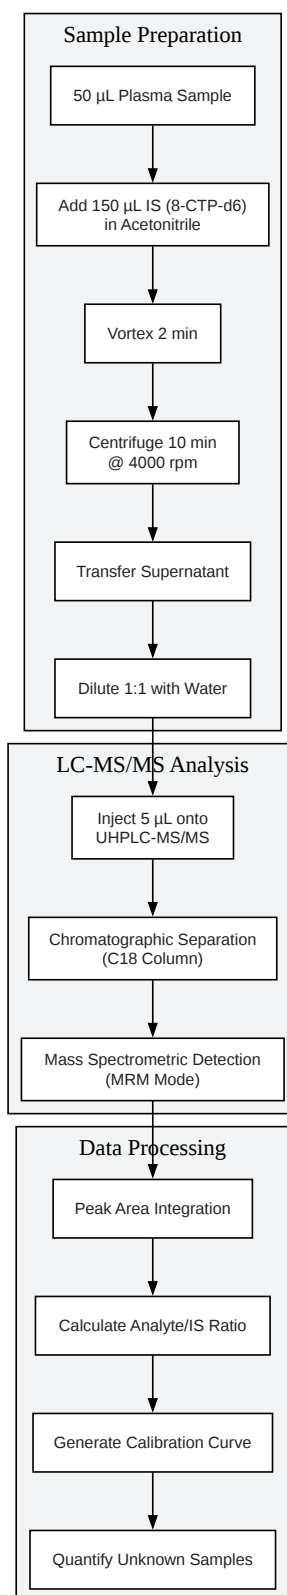 Sample Preparation
50 µL Plasma Sample
Add 150 µL IS (8-CTP-d6)
in Acetonitrile
Vortex 2 min
Centrifuge 10 min
@ 4000 rpm
Transfer Supernatant
Dilute 1:1 with Water
LC-MS/MS Analysis
Inject 5 µL onto
UHPLC-MS/MS
Chromatographic Separation
(C18 Column)
Mass Spectrometric Detection
(MRM Mode)
Data Processing
Peak Area Integration
Calculate Analyte/IS Ratio
Generate Calibration Curve
Quantify Unknown Samples